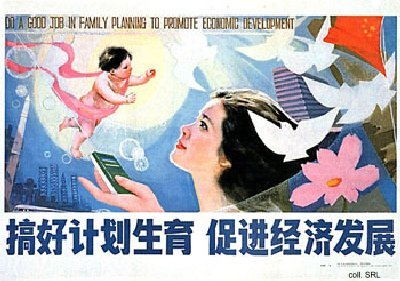 DO A GOOD JOB IN FAMILY PLANNING TO PROMOTE ECONOMIC DEVELOPMENT
搞好计划生育 促进经济发展
coll. SRL